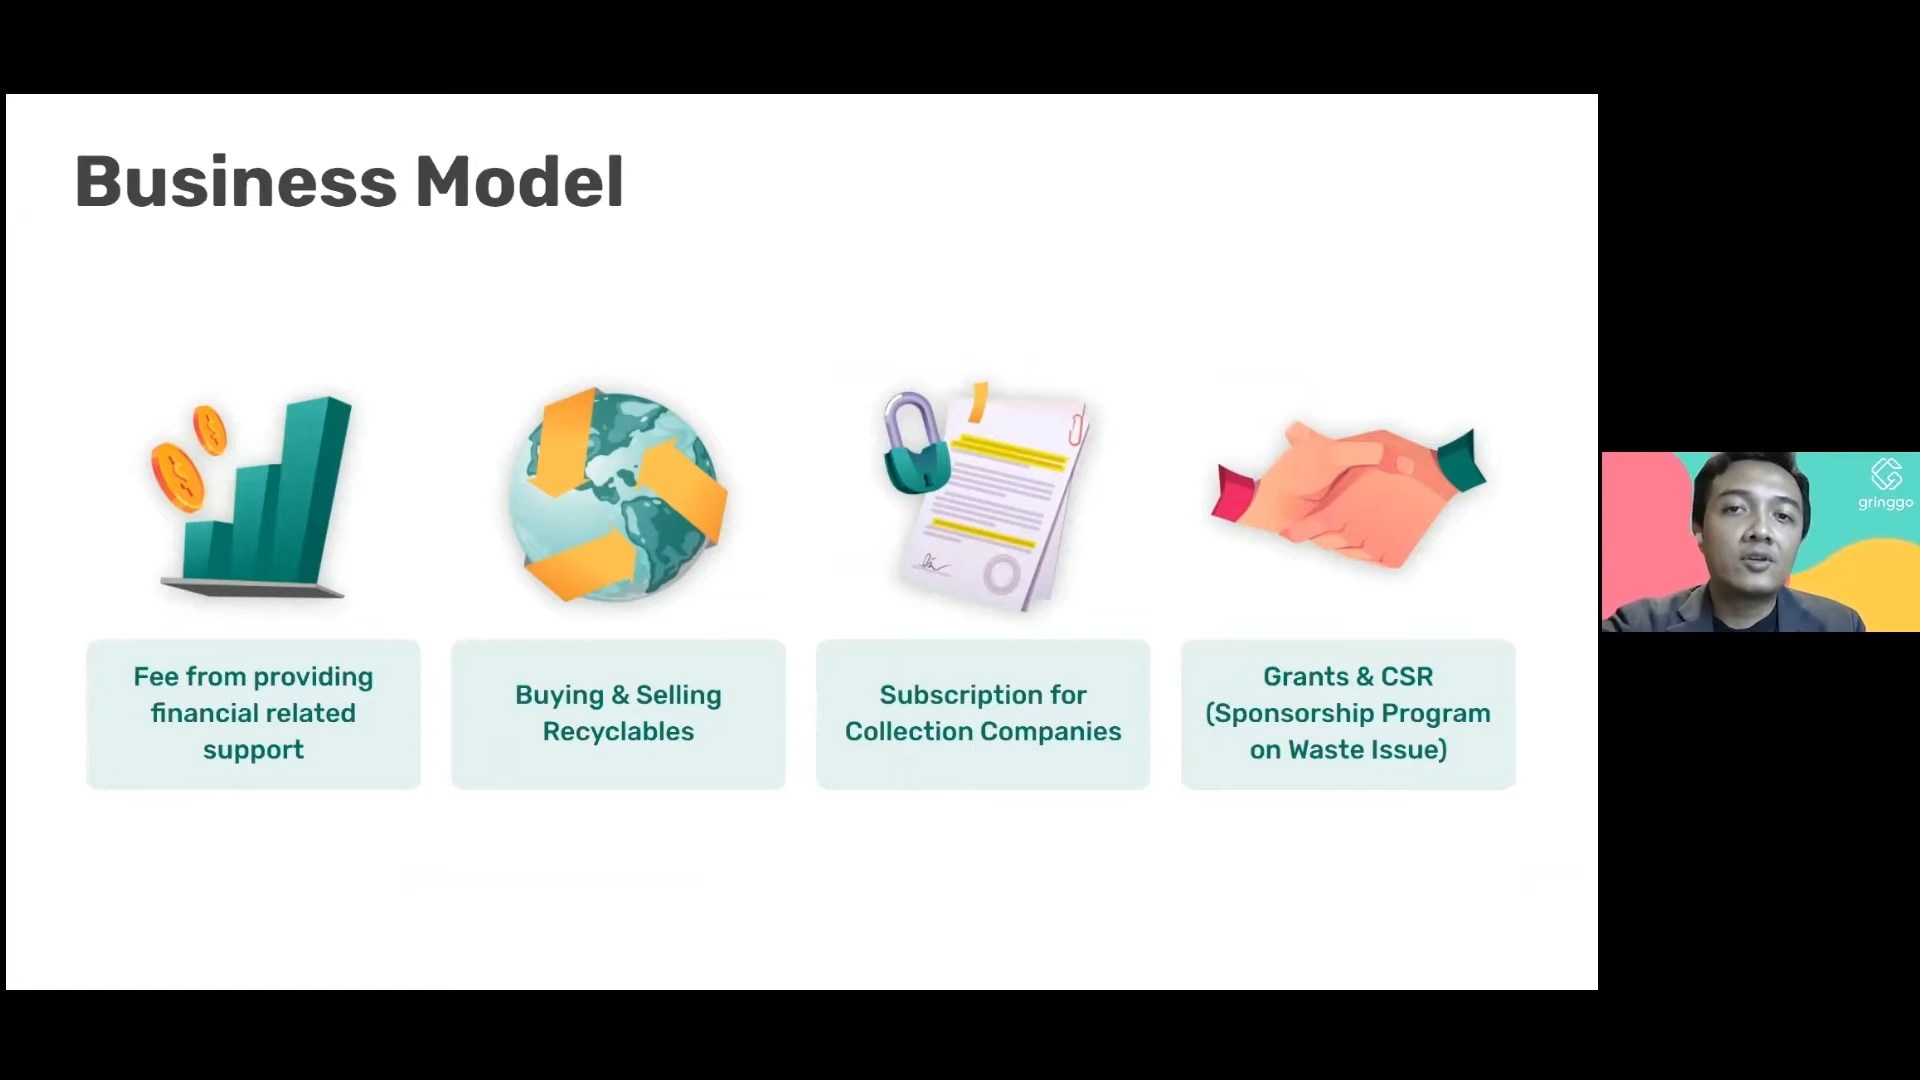 Business Model
Fee from providing
financial related
support
Buying & Selling
Recyclables
Subscription for
Collection Companies
Grants & CSR
(Sponsorship Program
on Waste Issue)
gringgo